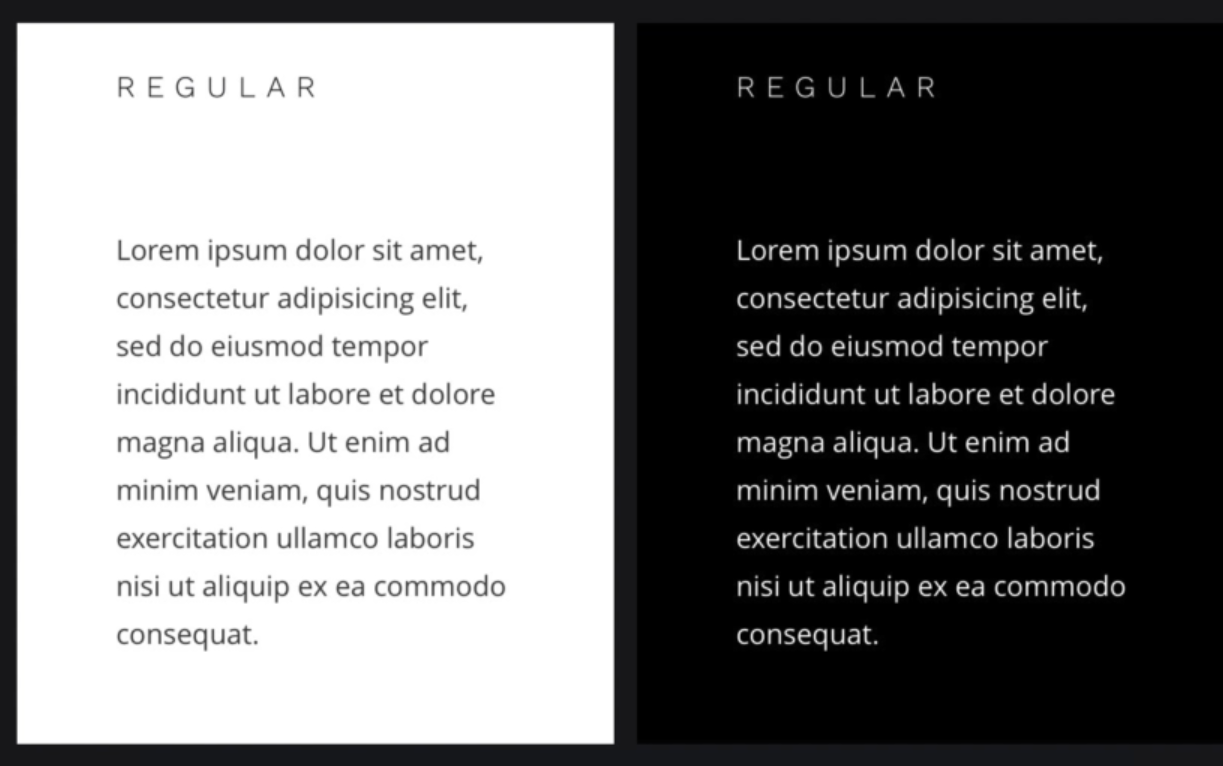 REGULAR
Lorem ipsum dolor sit amet,
consectetur adipisicing elit,
sed do eiusmod tempor
incididunt ut labore et dolore
magna aliqua. Ut enim ad
minim veniam, quis nostrud
exercitation ullamco laboris
nisi ut aliquip ex ea commodo
consequat.
REGULAR
Lorem ipsum dolor sit amet,
consectetur adipisicing elit,
sed do eiusmod tempor
incididunt ut labore et dolore
magna aliqua. Ut enim ad
minim veniam, quis nostrud
exercitation ullamco laboris
nisi ut aliquip ex ea commodo
consequat.